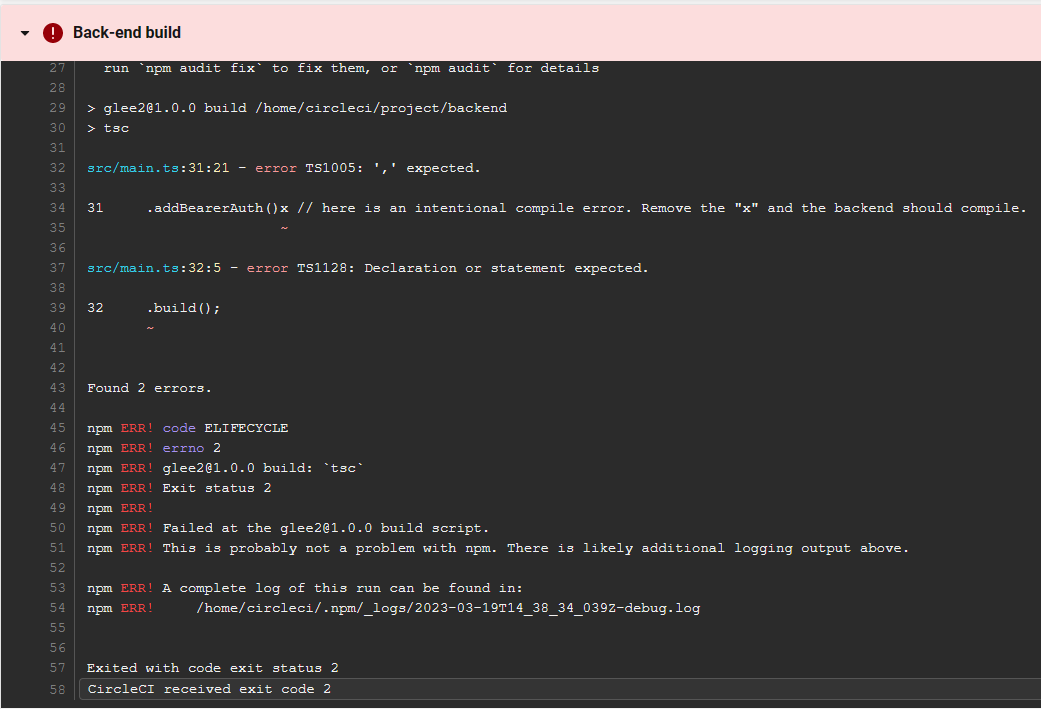 Back-end build
27 run `npm audit fix` to fix them, or `npm audit` for details
28
29 > glee2@1.0.0 build /home/circleci/project/backend
30 > tsc
31
32 src/main.ts:31:21 - error TS1005: ',' expected.
33
34 31     .addBearerAuth()x // here is an intentional compile error. Remove the "x" and the backend should compile.
35                        ~
36
37 src/main.ts:32:5 - error TS1128: Declaration or statement expected.
38
39 32     .build();
40        ~
41
42
43 Found 2 errors.
44
45 npm ERR! code ELIFECYCLE
46 npm ERR! errno 2
47 npm ERR! glee2@1.0.0 build: `tsc`
48 npm ERR! Exit status 2
49 npm ERR!
50 npm ERR! Failed at the glee2@1.0.0 build script.
51 npm ERR! This is probably not a problem with npm. There is likely additional logging output above.
52
53 npm ERR! A complete log of this run can be found in:
54 npm ERR!     /home/circleci/.npm/_logs/2023-03-19T14_38_34_039Z-debug.log
55
56
57 Exited with code exit status 2
58 CircleCI received exit code 2